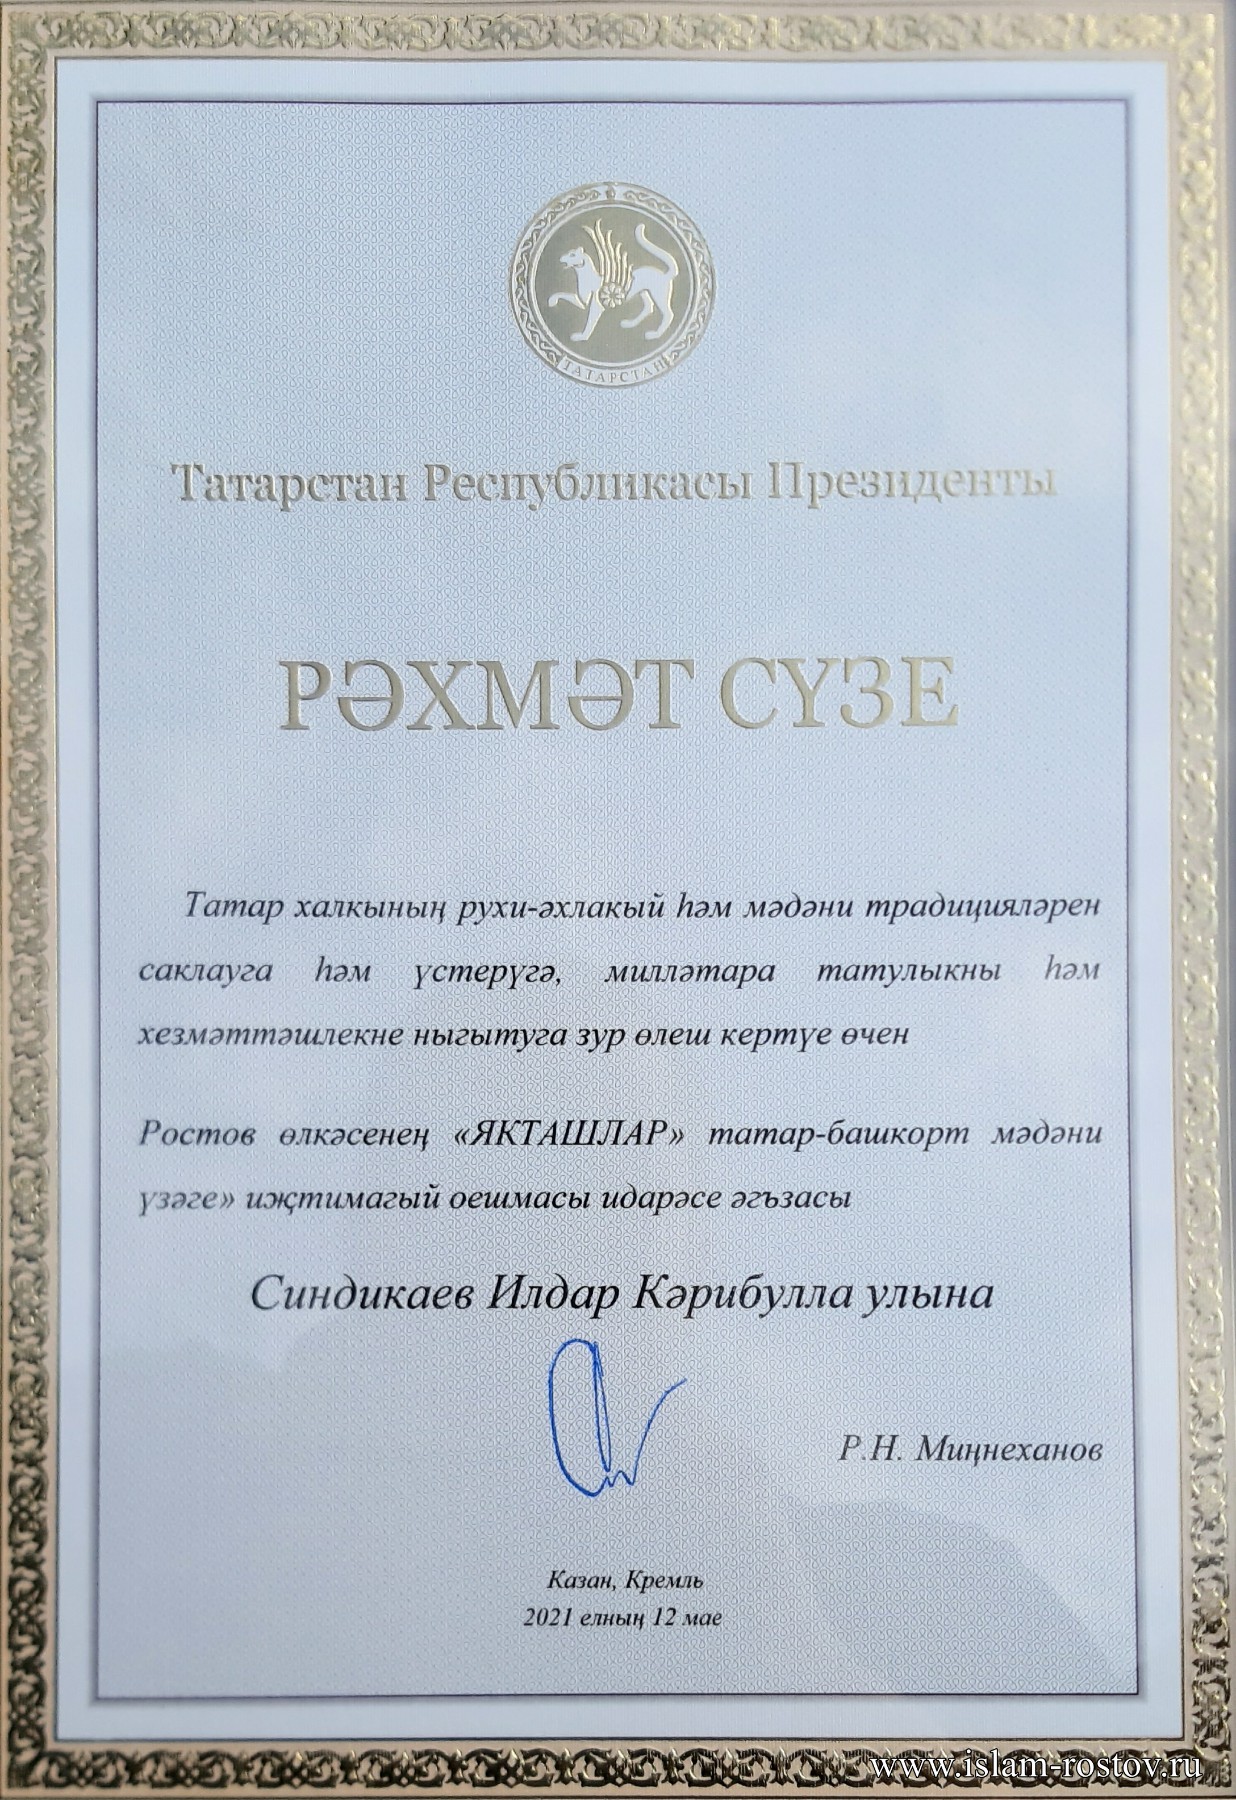 ТАТАРСТАН
Татарстан Республикасы Президенты
РӘХМӘТ СҮЗЕ
Татар халкының рухи-әхлакый һәм мәдәни традицияләрен
саклауга һәм үстерүгә, милләтара татулыкны һәм
хезмәттәшлекне ныгытуга зур өлеш кертүе өчен
Ростов өлкәсенең «ЯКТАШЛАР» татар-башкорт мәдәни
үзәге» иҗтимагый оешмасы идарәсе әгъзасы
Синдикаев Илдар Кәрибулла улына
Р.Н. Миңнеханов
Казан, Кремль
2021 елның 12 мае
www.islam-rostov.ru